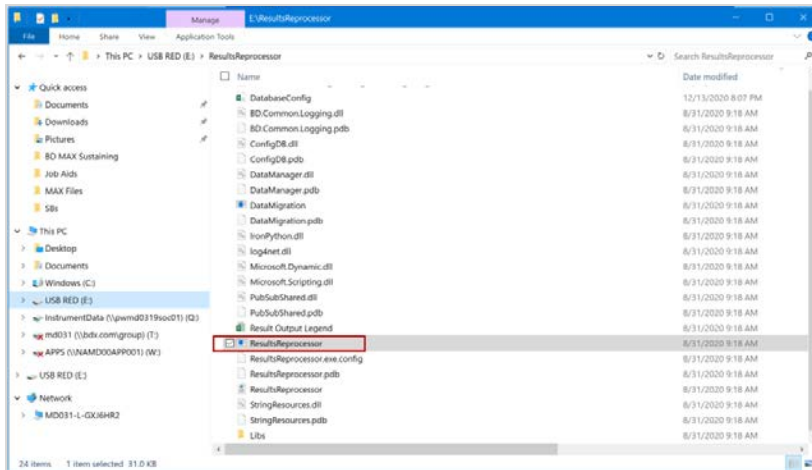 Manage E:\ResultsReprocessor
File Home Share View Application Tools
This PC > USB RED (E:) > ResultsReprocessor
Search ResultsReprocessor
Name Date modified
Quick access
Documents
Downloads
Pictures
BD MAX Sustaining
Job Aids
MAX Files
SBs
This PC
Desktop
Documents
Windows (C:)
USB RED (E:)
InstrumentData (\\pwmd0319soc01) (Q:)
md031 (\\bdx.com\group) (T:)
APPS (\\NAMD00APP001) (W:)
USB RED (E:)
Network
MD031-L-GXJ6HR2
DatabaseConfig 12/13/2020 8:07 PM
BD.Common.Logging.dll 8/31/2020 9:18 AM
BD.Common.Logging.pdb 8/31/2020 9:18 AM
ConfigDB.dll 8/31/2020 9:18 AM
ConfigDB.pdb 8/31/2020 9:18 AM
DataManager.dll 8/31/2020 9:18 AM
DataManager.pdb 8/31/2020 9:18 AM
DataMigration 8/31/2020 9:18 AM
DataMigration.pdb 8/31/2020 9:18 AM
IronPython.dll 8/31/2020 9:18 AM
log4net.dll 8/31/2020 9:18 AM
Microsoft.Dynamic.dll 8/31/2020 9:18 AM
Microsoft.Scripting.dll 8/31/2020 9:18 AM
PubSubShared.dll 8/31/2020 9:18 AM
PubSubShared.pdb 8/31/2020 9:18 AM
Result Output Legend 8/31/2020 9:18 AM
ResultsReprocessor 8/31/2020 9:18 AM
ResultsReprocessor.exe.config 8/31/2020 9:18 AM
ResultsReprocessor.pdb 8/31/2020 9:18 AM
ResultsReprocessor 8/31/2020 9:18 AM
StringResources.dll 8/31/2020 9:18 AM
StringResources.pdb 8/31/2020 9:18 AM
Libs 8/31/2020 9:18 AM
24 items 1 item selected 31.0 KB